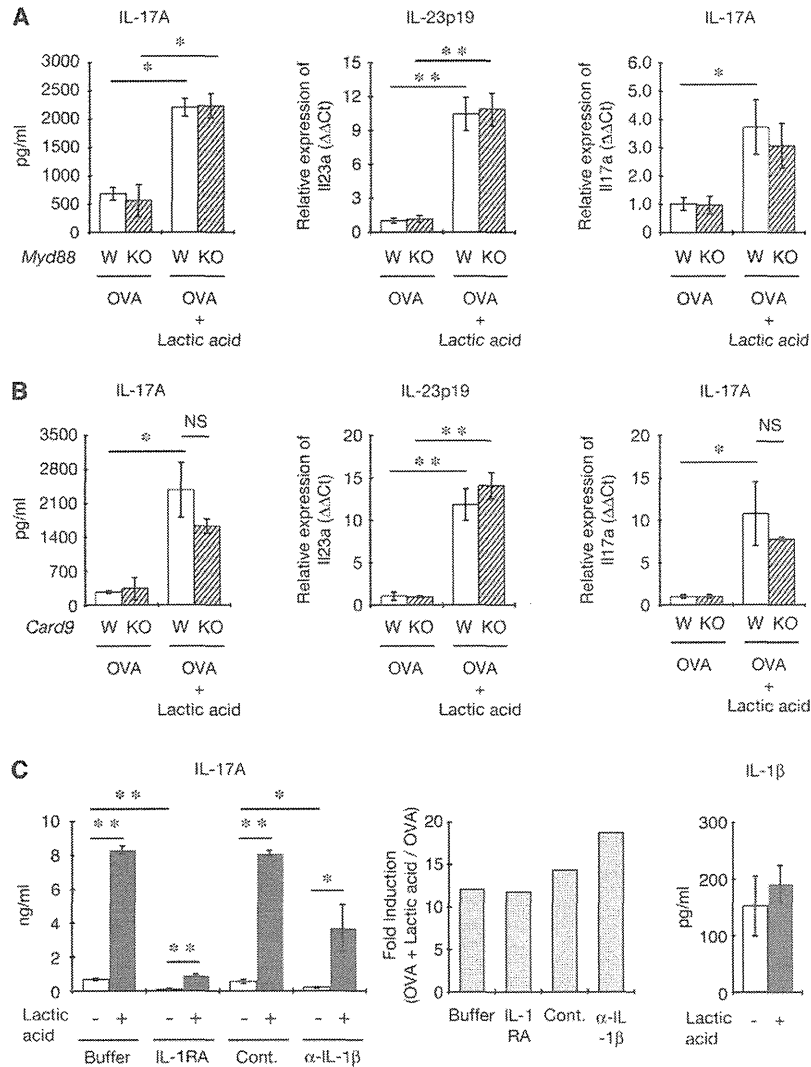 A
IL-17A
IL-23p19
IL-17A
pg/ml
3000
2500
2000
1500
1000
500
0
*
*
Relative expression of
Il23a (ΔΔCt)
15
12
9
6
3
0
**
**
Relative expression of
Il17a (ΔΔCt)
6.0
5.0
4.0
3.0
2.0
1.0
0
*
Myd88
W KO W KO
OVA
OVA
+
Lactic acid
W KO W KO
OVA
OVA
+
Lactic acid
W KO W KO
OVA
OVA
+
Lactic acid
B
IL-17A
IL-23p19
IL-17A
pg/ml
3500
2800
2100
1400
700
0
*
NS
Relative expression of
Il23a (ΔΔCt)
20
15
10
5
0
**
**
Relative expression of
Il17a (ΔΔCt)
20
15
10
5
0
*
NS
Card9
W KO W KO
OVA
OVA
+
Lactic acid
W KO W KO
OVA
OVA
+
Lactic acid
W KO W KO
OVA
OVA
+
Lactic acid
C
IL-17A
ng/ml
10
8
6
4
2
0
**
*
**
**
**
*
Lactic
acid
- + - + - + - +
Buffer IL-1RA Cont. α-IL-1β
Fold induction
(OVA + Lactic acid / OVA)
20
15
10
5
0
Buffer IL-1
RA Cont. α-IL
-1β
IL-1β
pg/ml
300
200
100
0
Lactic
acid
- +